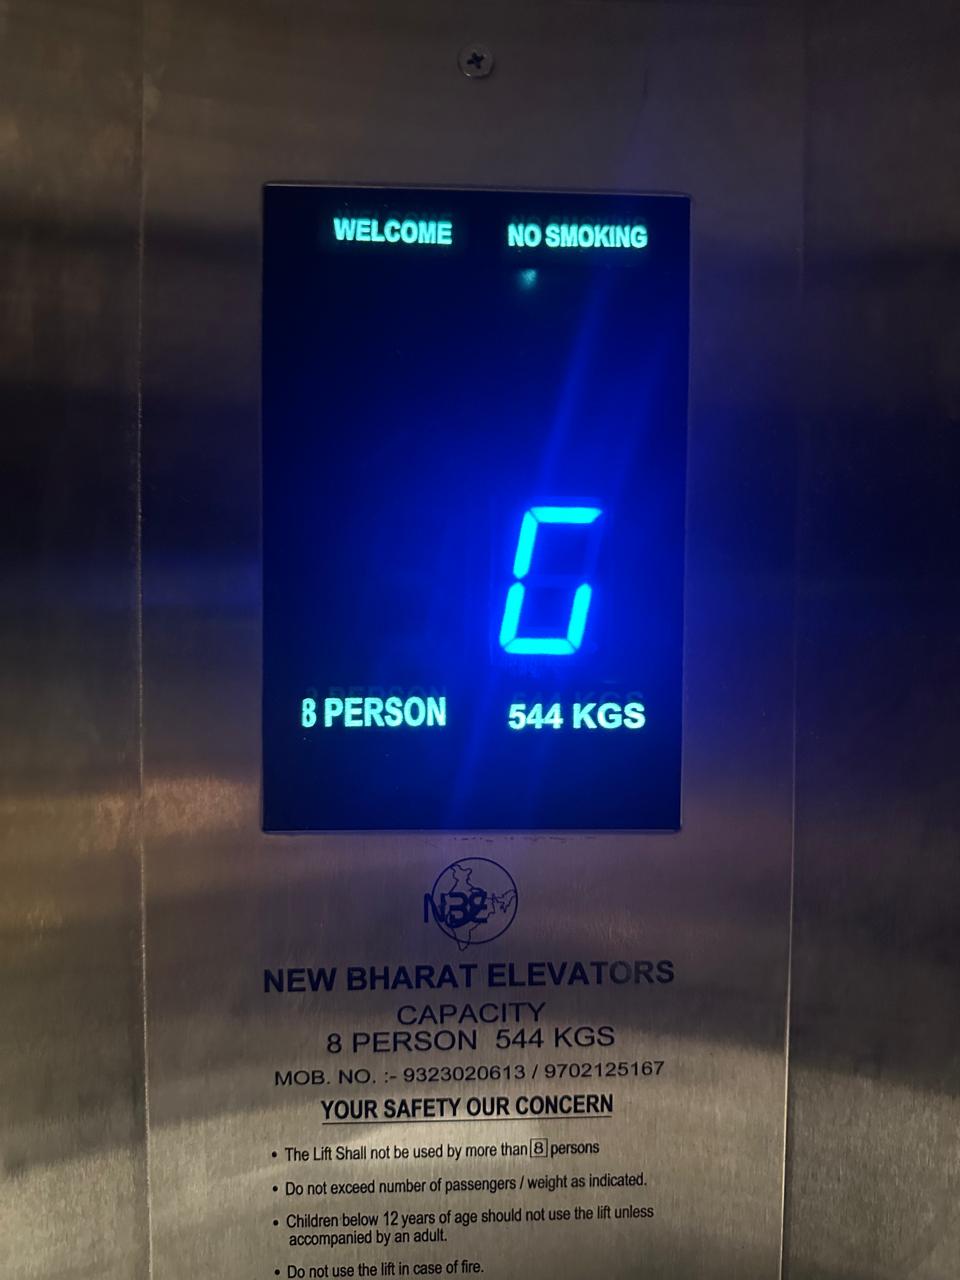 WELCOME NO SMOKING
G
8 PERSON 544 KGS
NBE
NEW BHARAT ELEVATORS
CAPACITY
8 PERSON 544 KGS
MOB. NO. :- 9323020613 / 9702125167
YOUR SAFETY OUR CONCERN
• The Lift Shall not be used by more than 8 persons
• Do not exceed number of passengers / weight as indicated.
• Children below 12 years of age should not use the lift unless
accompanied by an adult.
• Do not use the lift in case of fire.